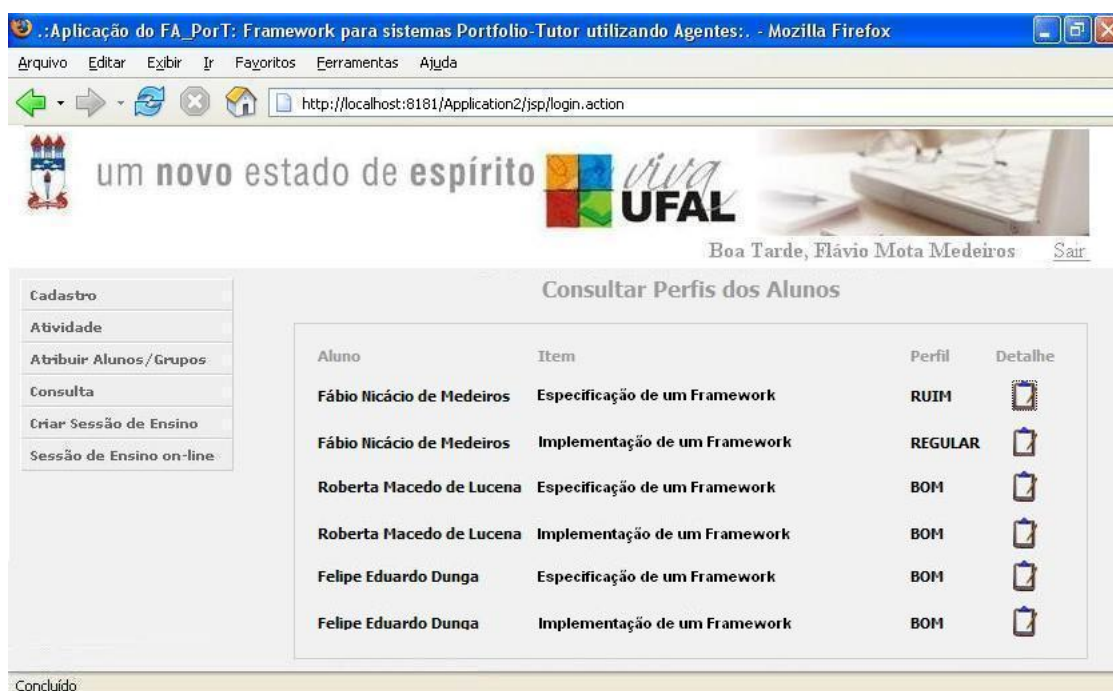 .:Aplicação do FA_PorT: Framework para sistemas Portfolio-Tutor utilizando Agentes:. - Mozilla Firefox
Arquivo Editar Exibir Ir Favoritos Ferramentas Ajuda
http://localhost:8181/Application2/jsp/login.action
um novo estado de espírito viva UFAL
Boa Tarde, Flávio Mota Medeiros Sair
Cadastro
Atividade
Atribuir Alunos/Grupos
Consulta
Criar Sessão de Ensino
Sessão de Ensino on-line
Consultar Perfis dos Alunos
Aluno Item Perfil Detalhe
Fábio Nicácio de Medeiros Especificação de um Framework RUIM
Fábio Nicácio de Medeiros Implementação de um Framework REGULAR
Roberta Macedo de Lucena Especificação de um Framework BOM
Roberta Macedo de Lucena Implementação de um Framework BOM
Felipe Eduardo Dunga Especificação de um Framework BOM
Felipe Eduardo Dunga Implementação de um Framework BOM
Concluído